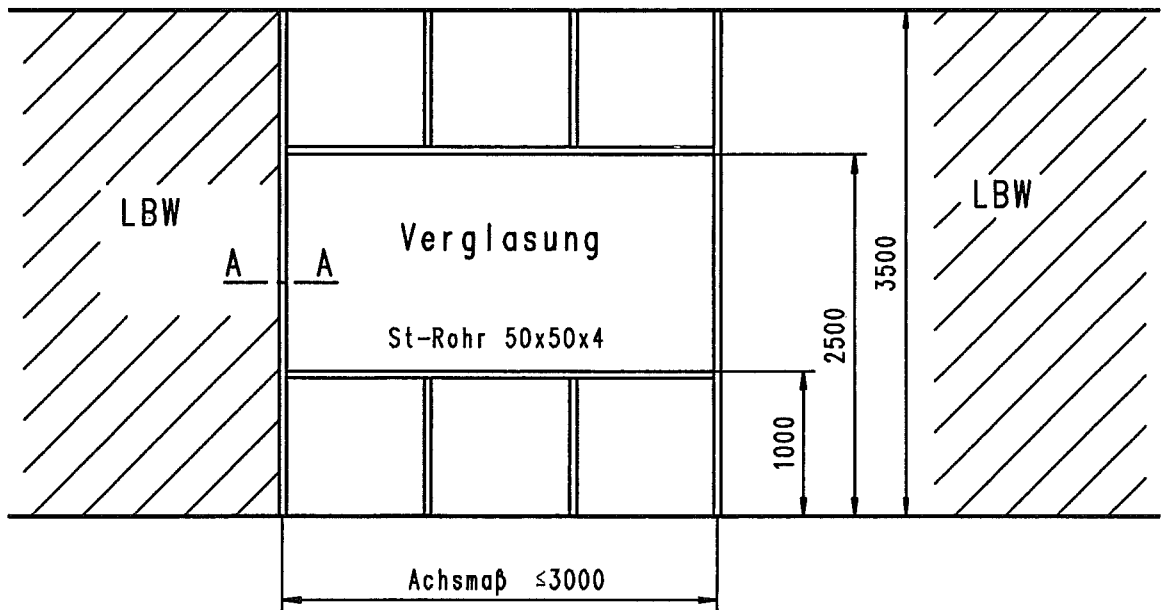 LBW
LBW
Verglasung
A A
St-Rohr 50x50x4
3500
2500
1000
Achsmaß ≤3000